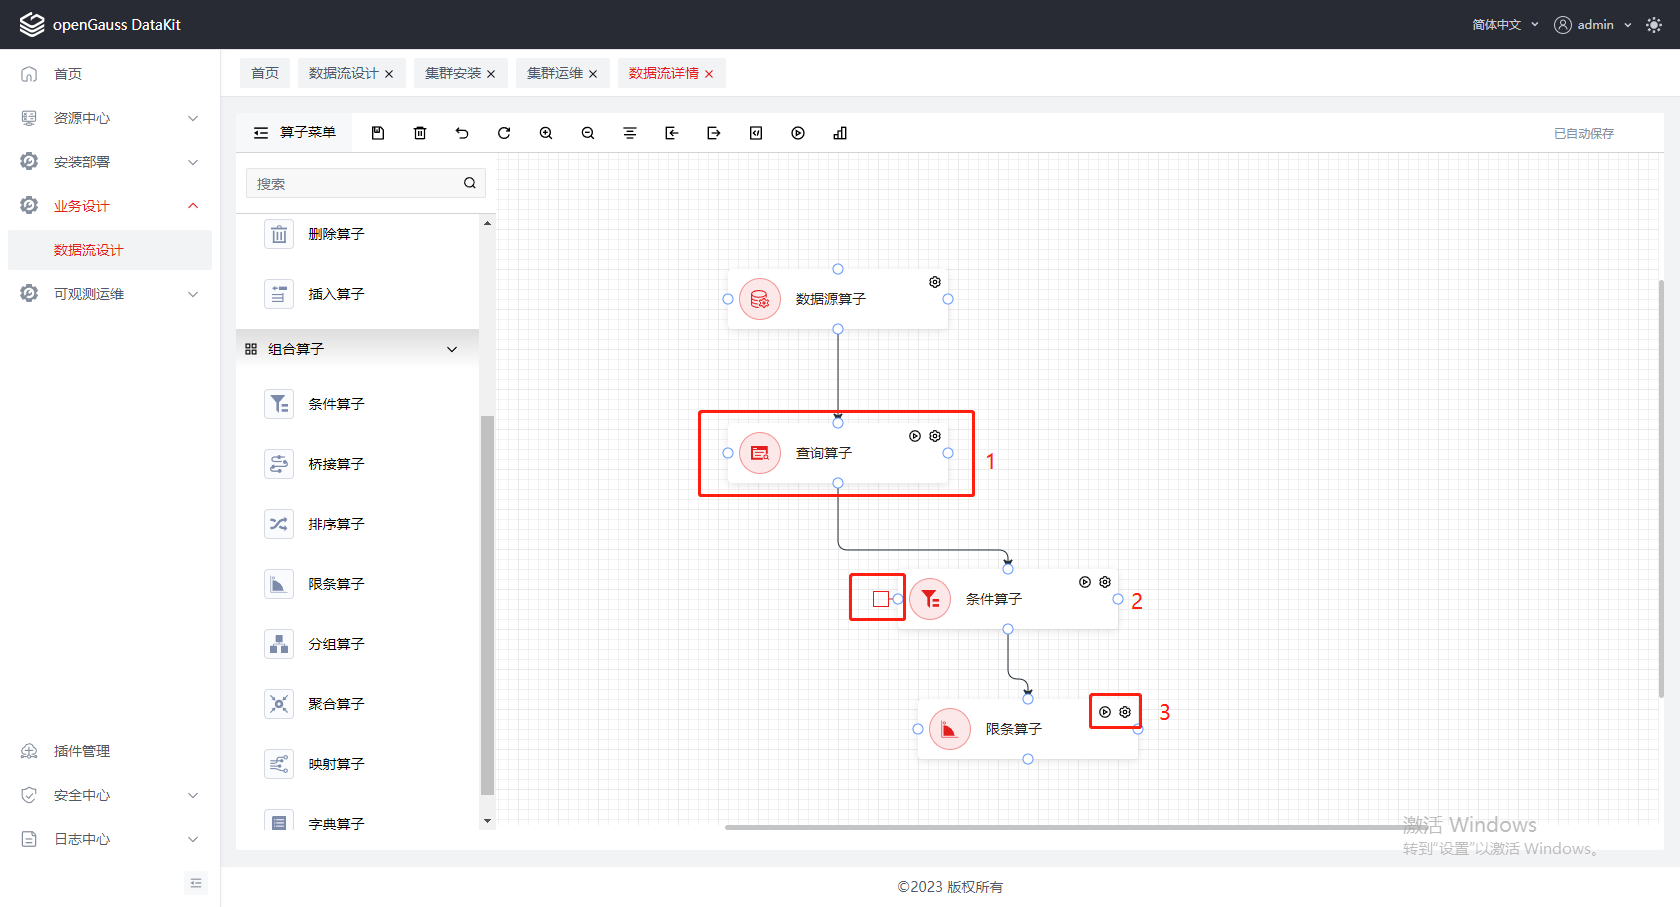 openGauss DataKit
简体中文
admin
首页
资源中心
安装部署
业务设计
数据流设计
可观测运维
插件管理
安全中心
日志中心
首页
数据流设计
集群安装
集群运维
数据流详情
算子菜单
已自动保存
搜索
删除算子
插入算子
组合算子
条件算子
桥接算子
排序算子
限条算子
分组算子
聚合算子
映射算子
字典算子
数据源算子
查询算子
1
条件算子
2
限条算子
3
激活 Windows
转到“设置”以激活 Windows。
©2023 版权所有